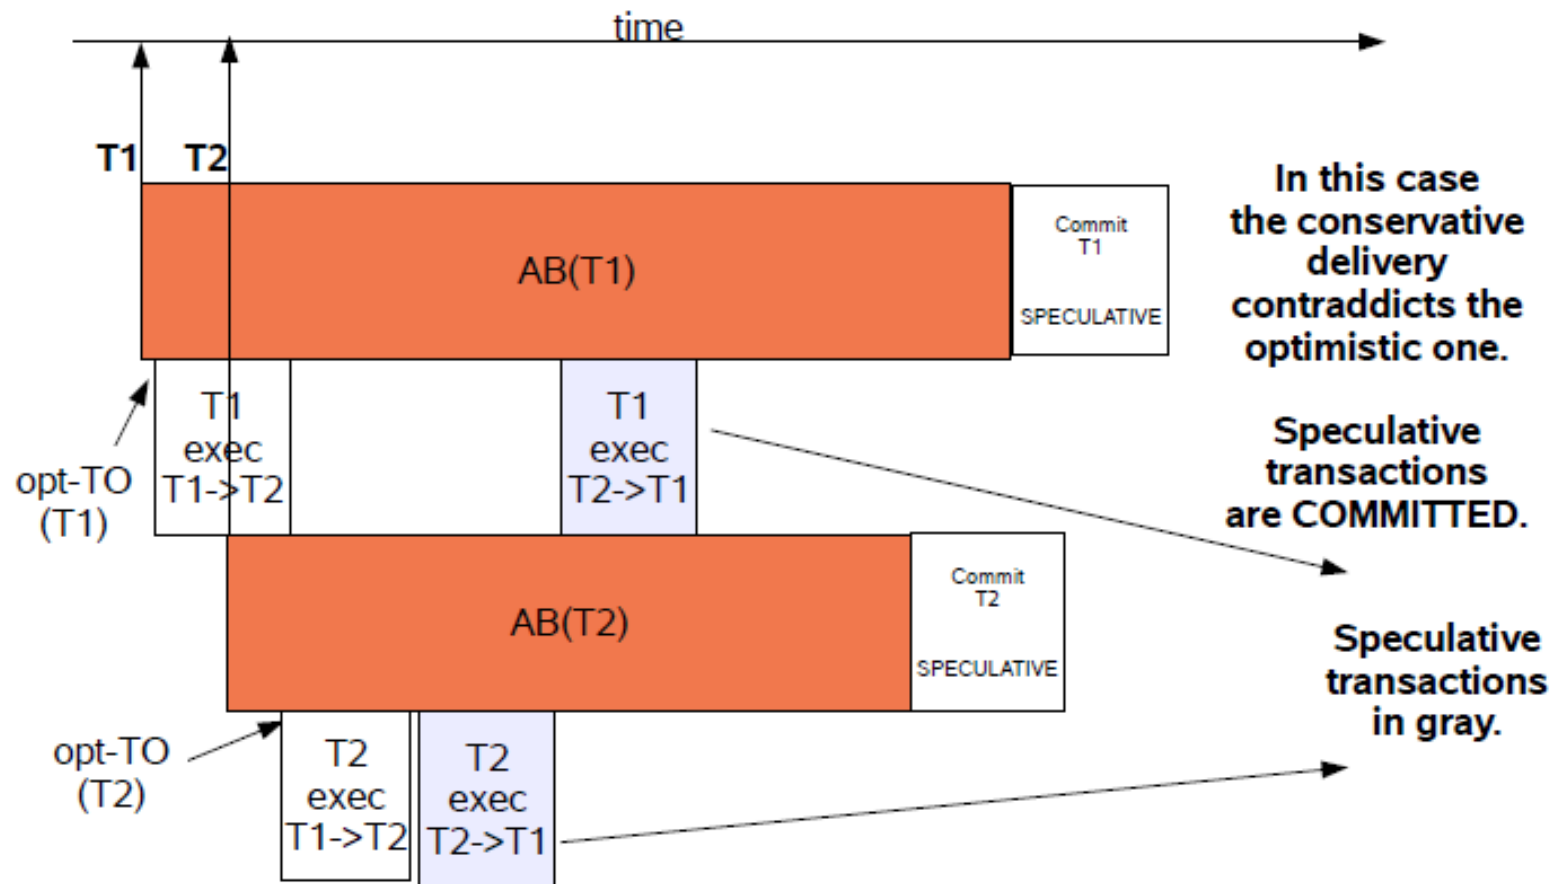 time
T1
T2
AB(T1)
Commit
T1
SPECULATIVE
In this case
the conservative
delivery
contraddicts the
optimistic one.
T1
exec
T1->T2
T1
exec
T2->T1
opt-TO
(T1)
Speculative
transactions
are COMMITTED.
AB(T2)
Commit
T2
SPECULATIVE
Speculative
transactions
in gray.
opt-TO
(T2)
T2
exec
T1->T2
T2
exec
T2->T1